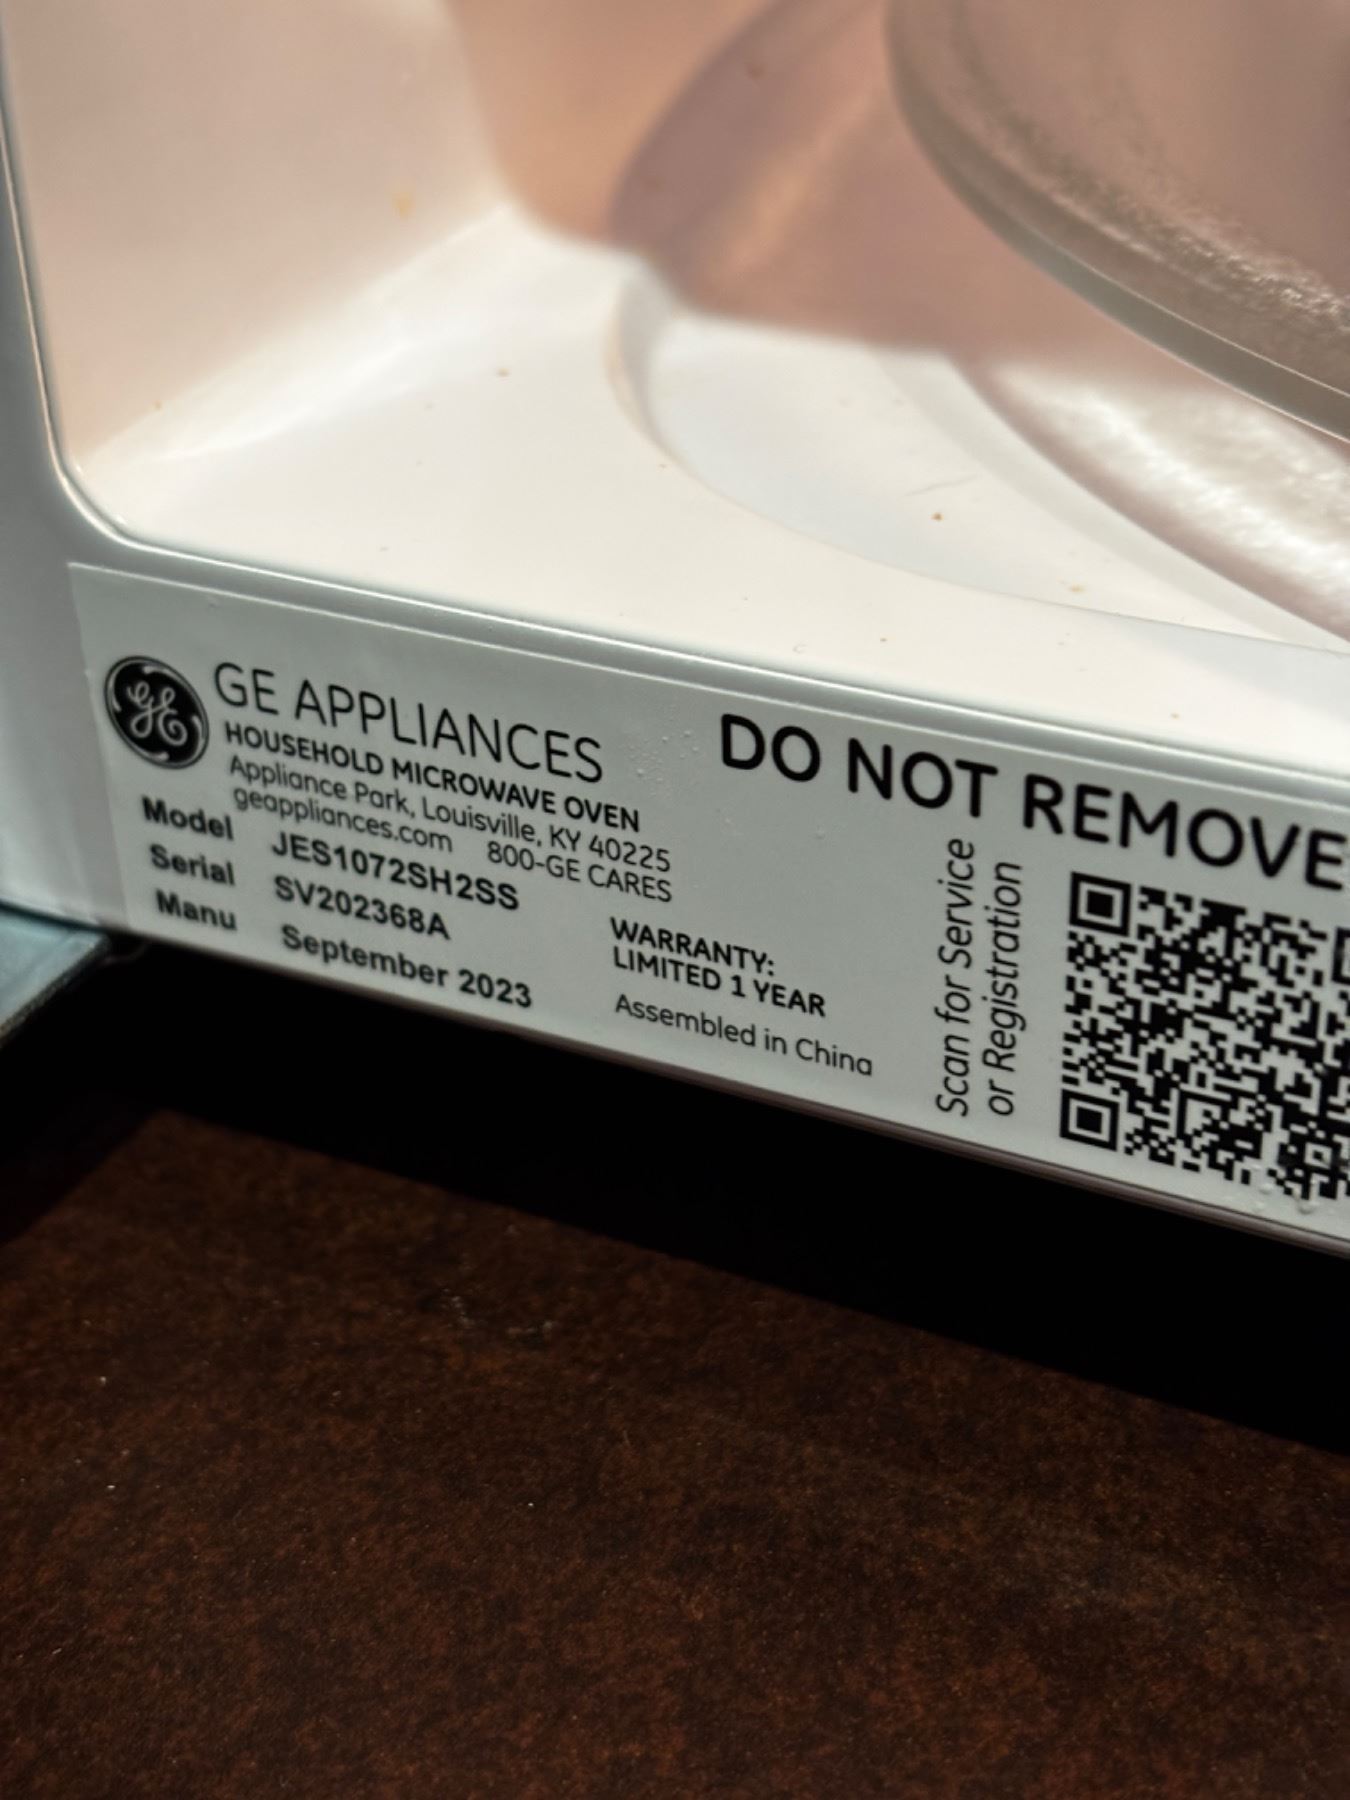 GE APPLIANCES
HOUSEHOLD MICROWAVE OVEN
Appliance Park, Louisville, KY 40225
geappliances.com 800-GE CARES
Model JES1072SH2SS
Serial SV202368A
Manu September 2023
WARRANTY:
LIMITED 1 YEAR
Assembled in China
DO NOT REMOVE
Scan for Service
or Registration